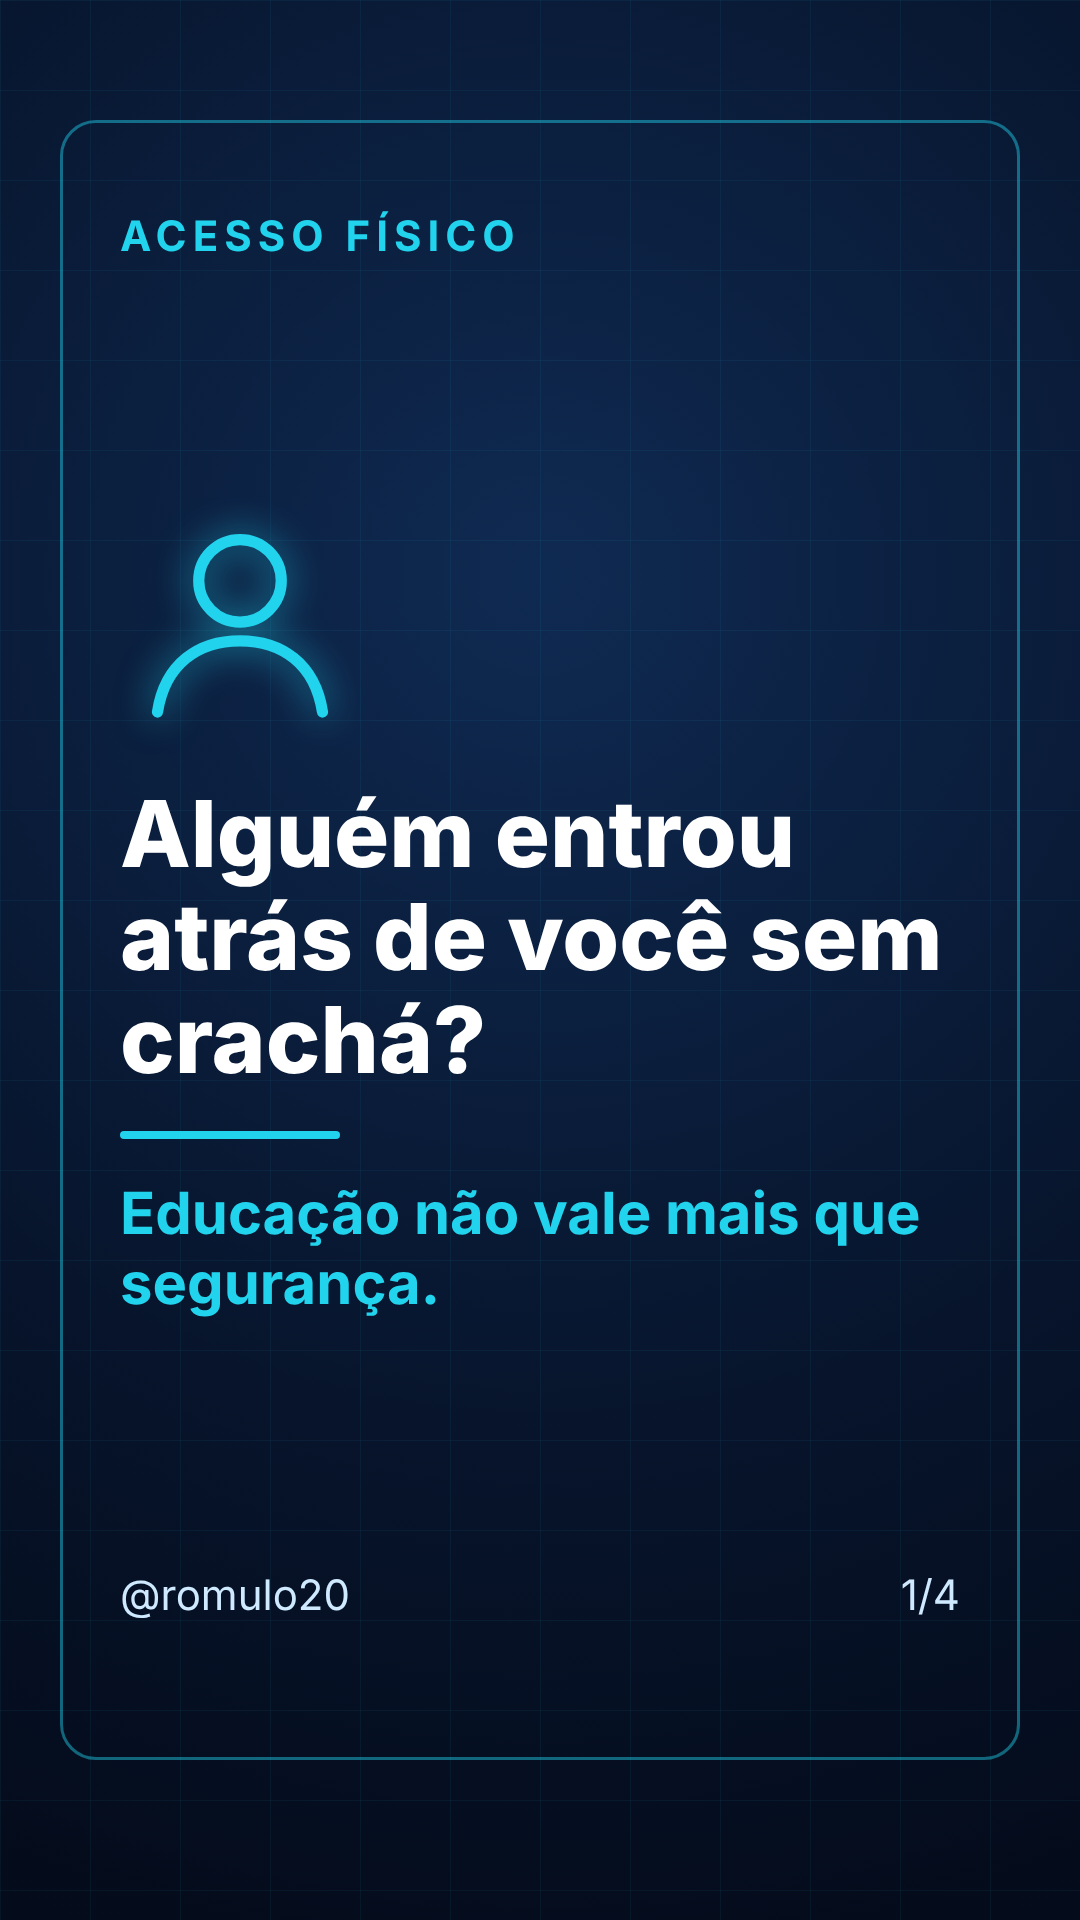 ACESSO FÍSICO
Alguém entrou
atrás de você sem
crachá?
Educação não vale mais que
segurança.
@romulo20
1/4